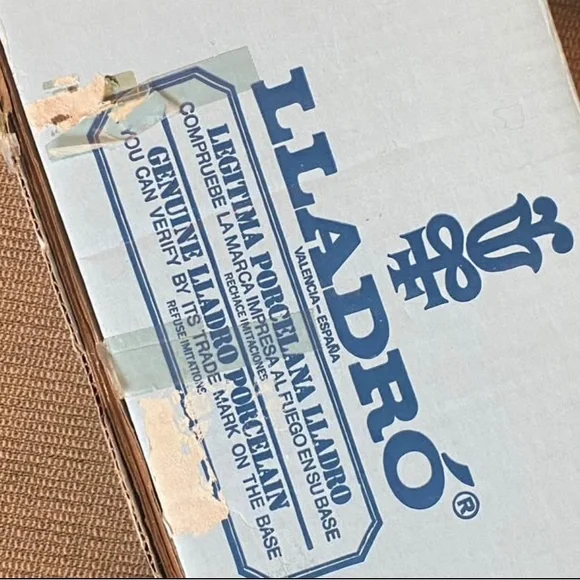 LLADRÓ®
VALENCIA – ESPAÑA
LEGITIMA PORCELANA LLADRO
COMPRUEBE LA MARCA IMPRESA AL FUEGO EN SU BASE
RECHACE IMITACIONES
GENUINE LLADRO PORCELAIN
YOU CAN VERIFY BY ITS TRADE MARK ON THE BASE
REFUSE IMITATIONS